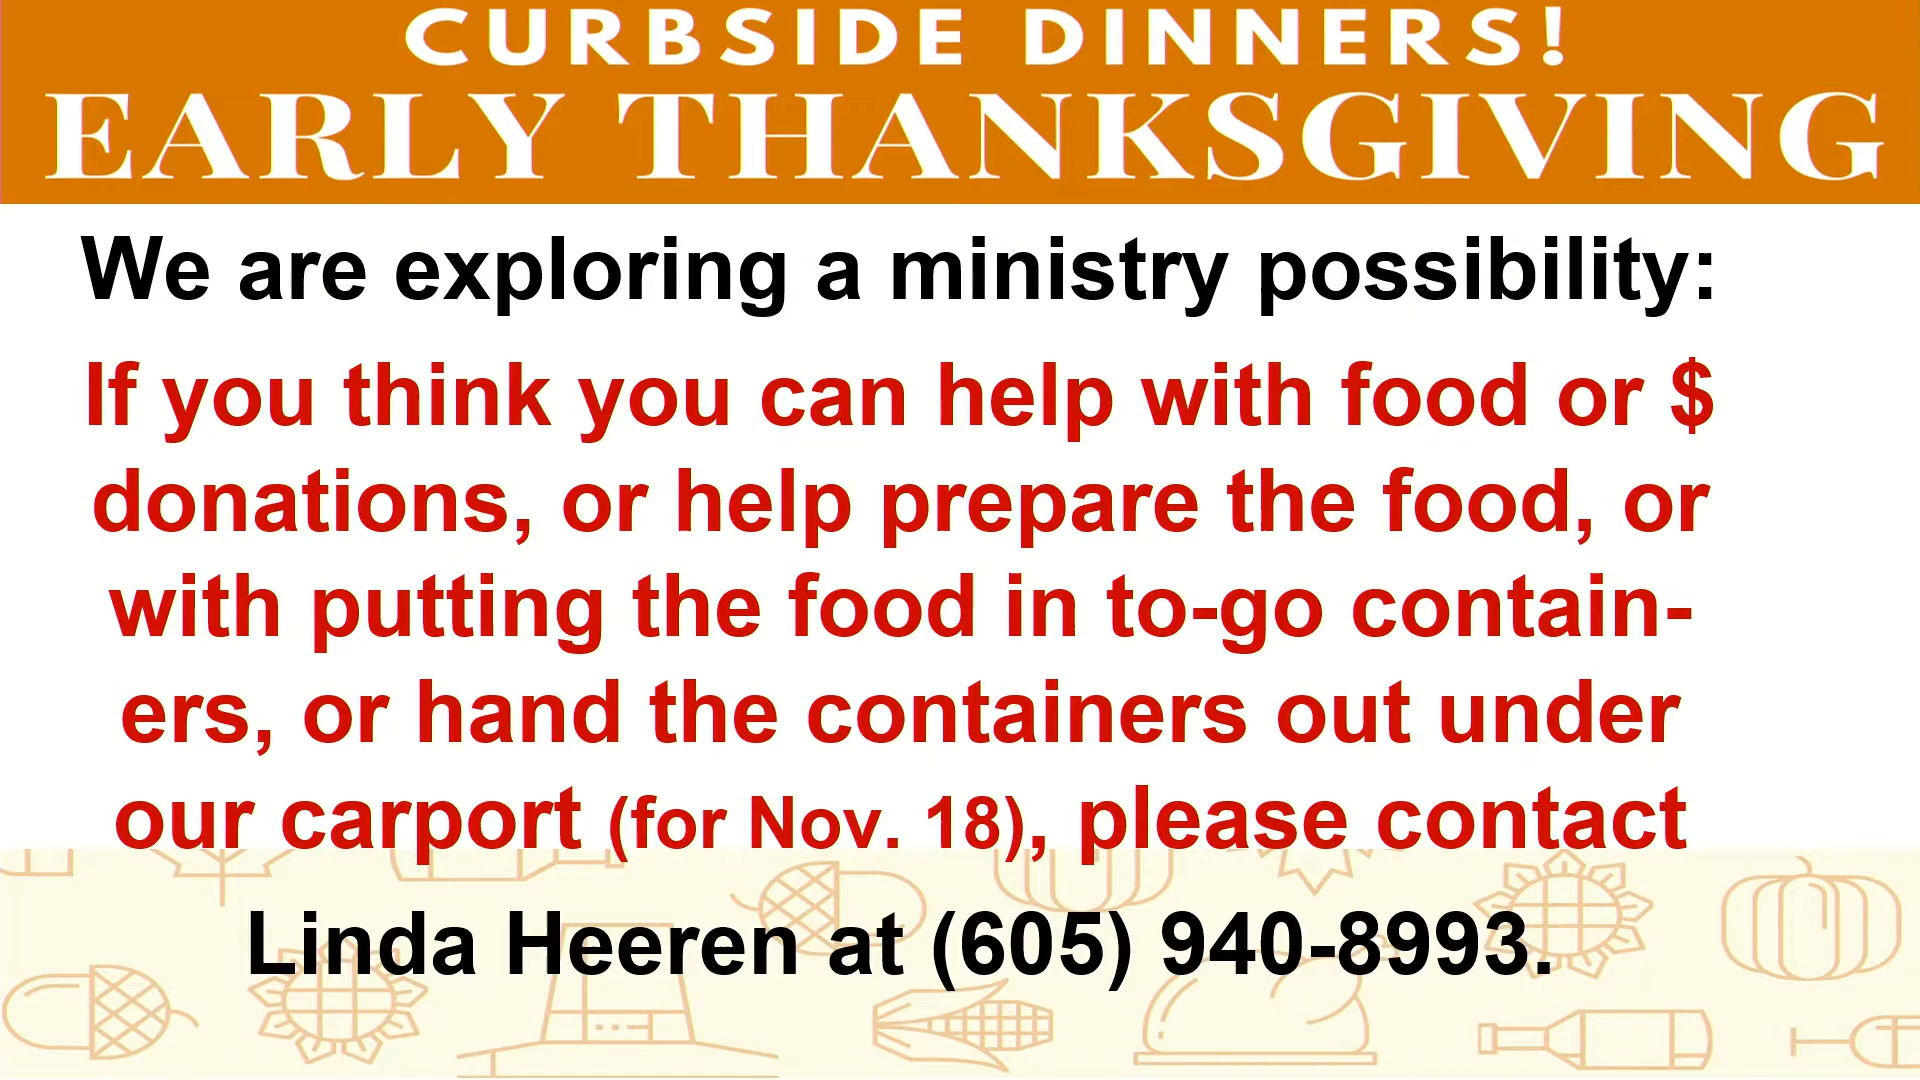 CURBSIDE DINNERS!
EARLY THANKSGIVING
We are exploring a ministry possibility:
If you think you can help with food or $
donations, or help prepare the food, or
with putting the food in to-go contain-
ers, or hand the containers out under
our carport (for Nov. 18), please contact
Linda Heeren at (605) 940-8993.